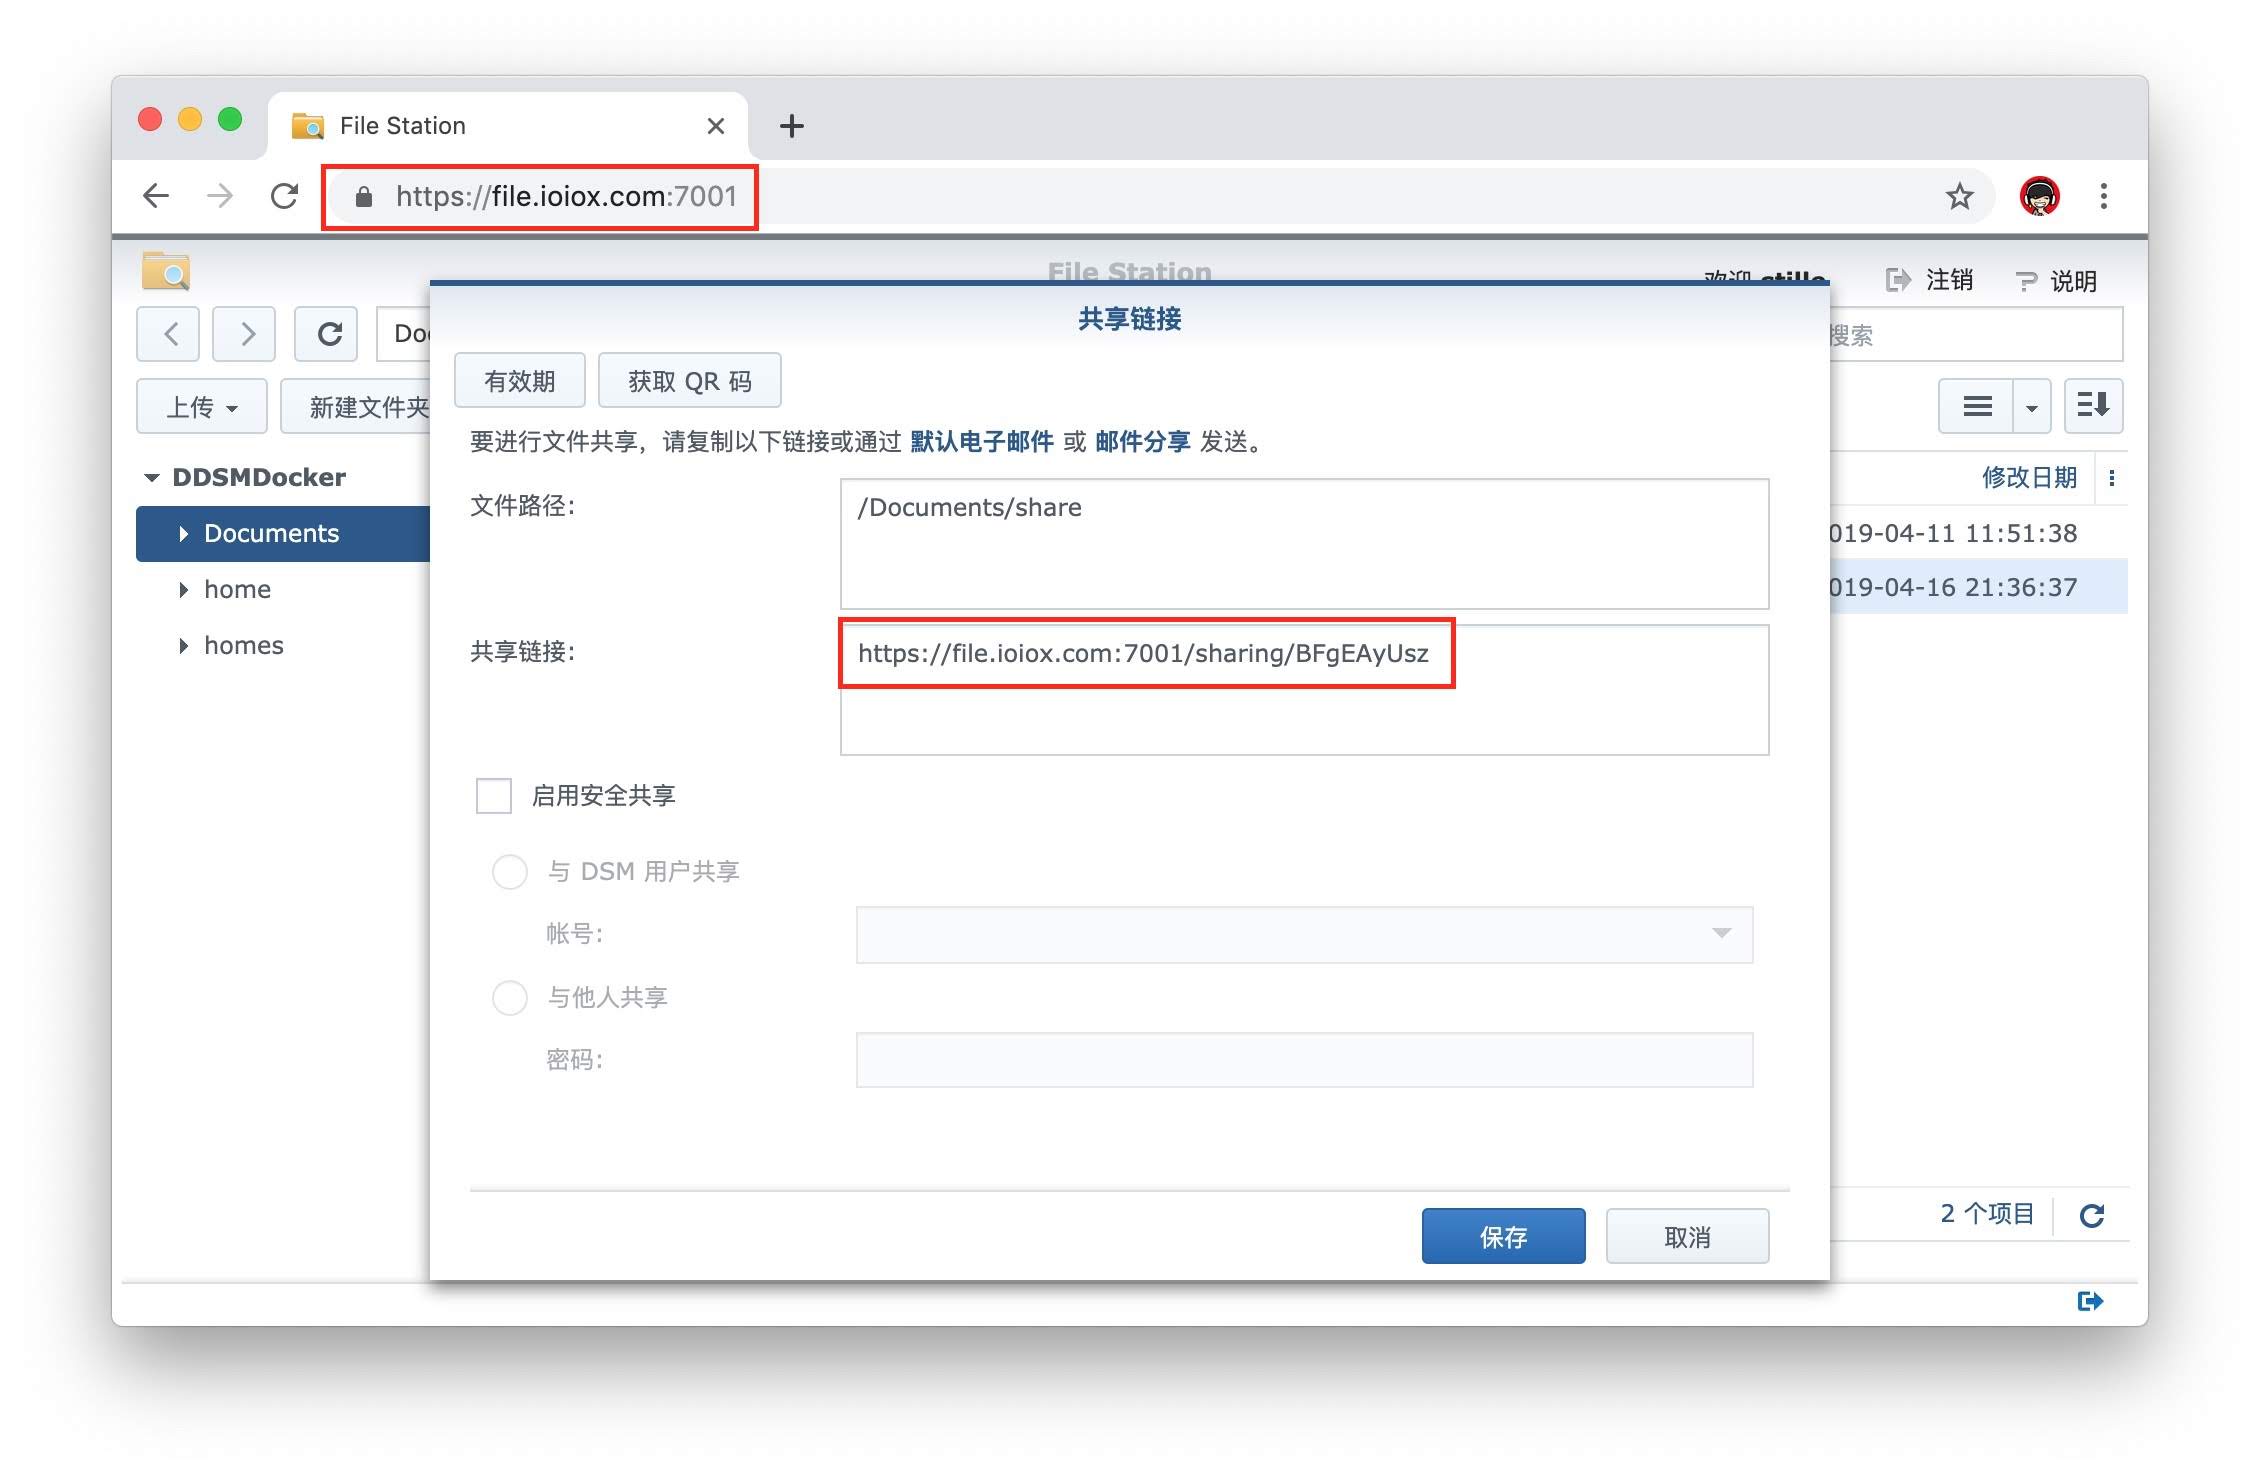 File Station
https://file.ioiox.com:7001
File Station
注销
说明
共享链接
搜索
有效期
获取 QR 码
上传
新建文件夹
要进行文件共享，请复制以下链接或通过 默认电子邮件 或 邮件分享 发送。
DDSMDocker
修改日期
文件路径:
/Documents/share
Documents
019-04-11 11:51:38
home
019-04-16 21:36:37
homes
共享链接:
https://file.ioiox.com:7001/sharing/BFgEAyUsz
启用安全共享
与 DSM 用户共享
帐号:
与他人共享
密码:
2 个项目
保存
取消